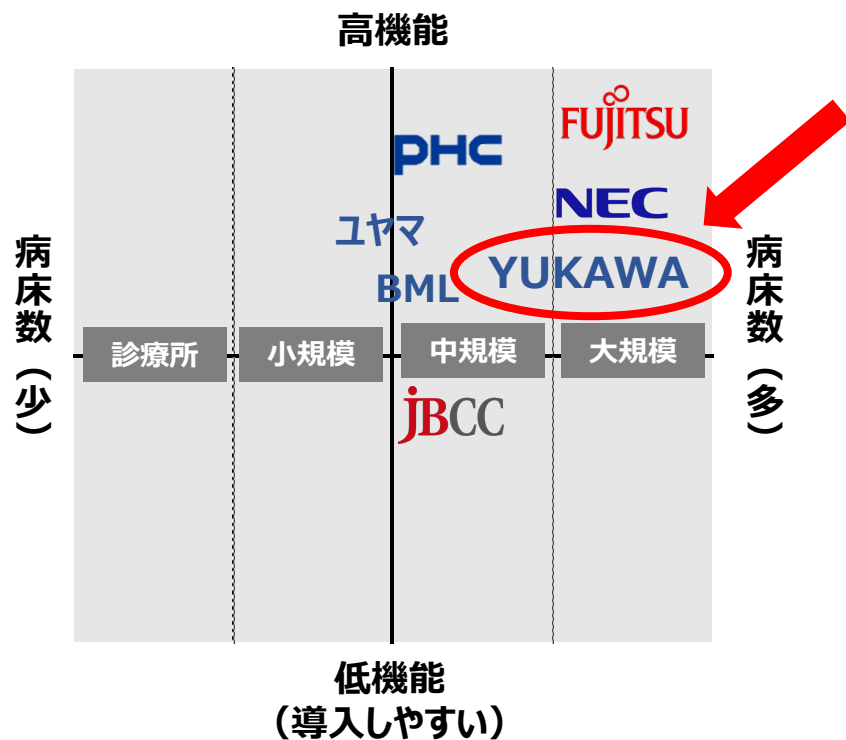 高機能
FUJITSU
PHC
NEC
ユヤマ
YUKAWA
BML
病床数（少）
病床数（多）
診療所
小規模
中規模
大規模
JBCC
低機能
（導入しやすい）